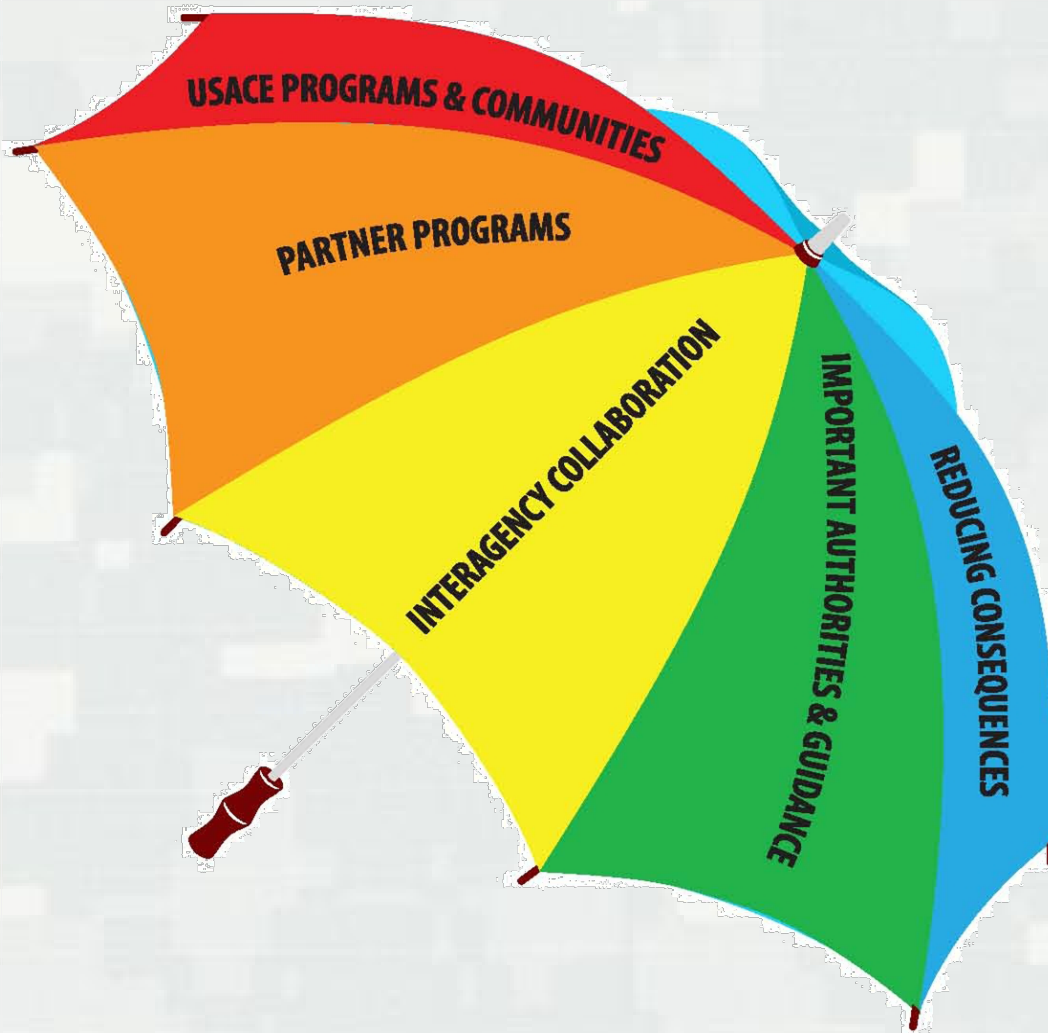 USACE PROGRAMS & COMMUNITIES
PARTNER PROGRAMS
INTERAGENCY COLLABORATION
IMPORTANT AUTHORITIES & GUIDANCE
REDUCING CONSEQUENCES